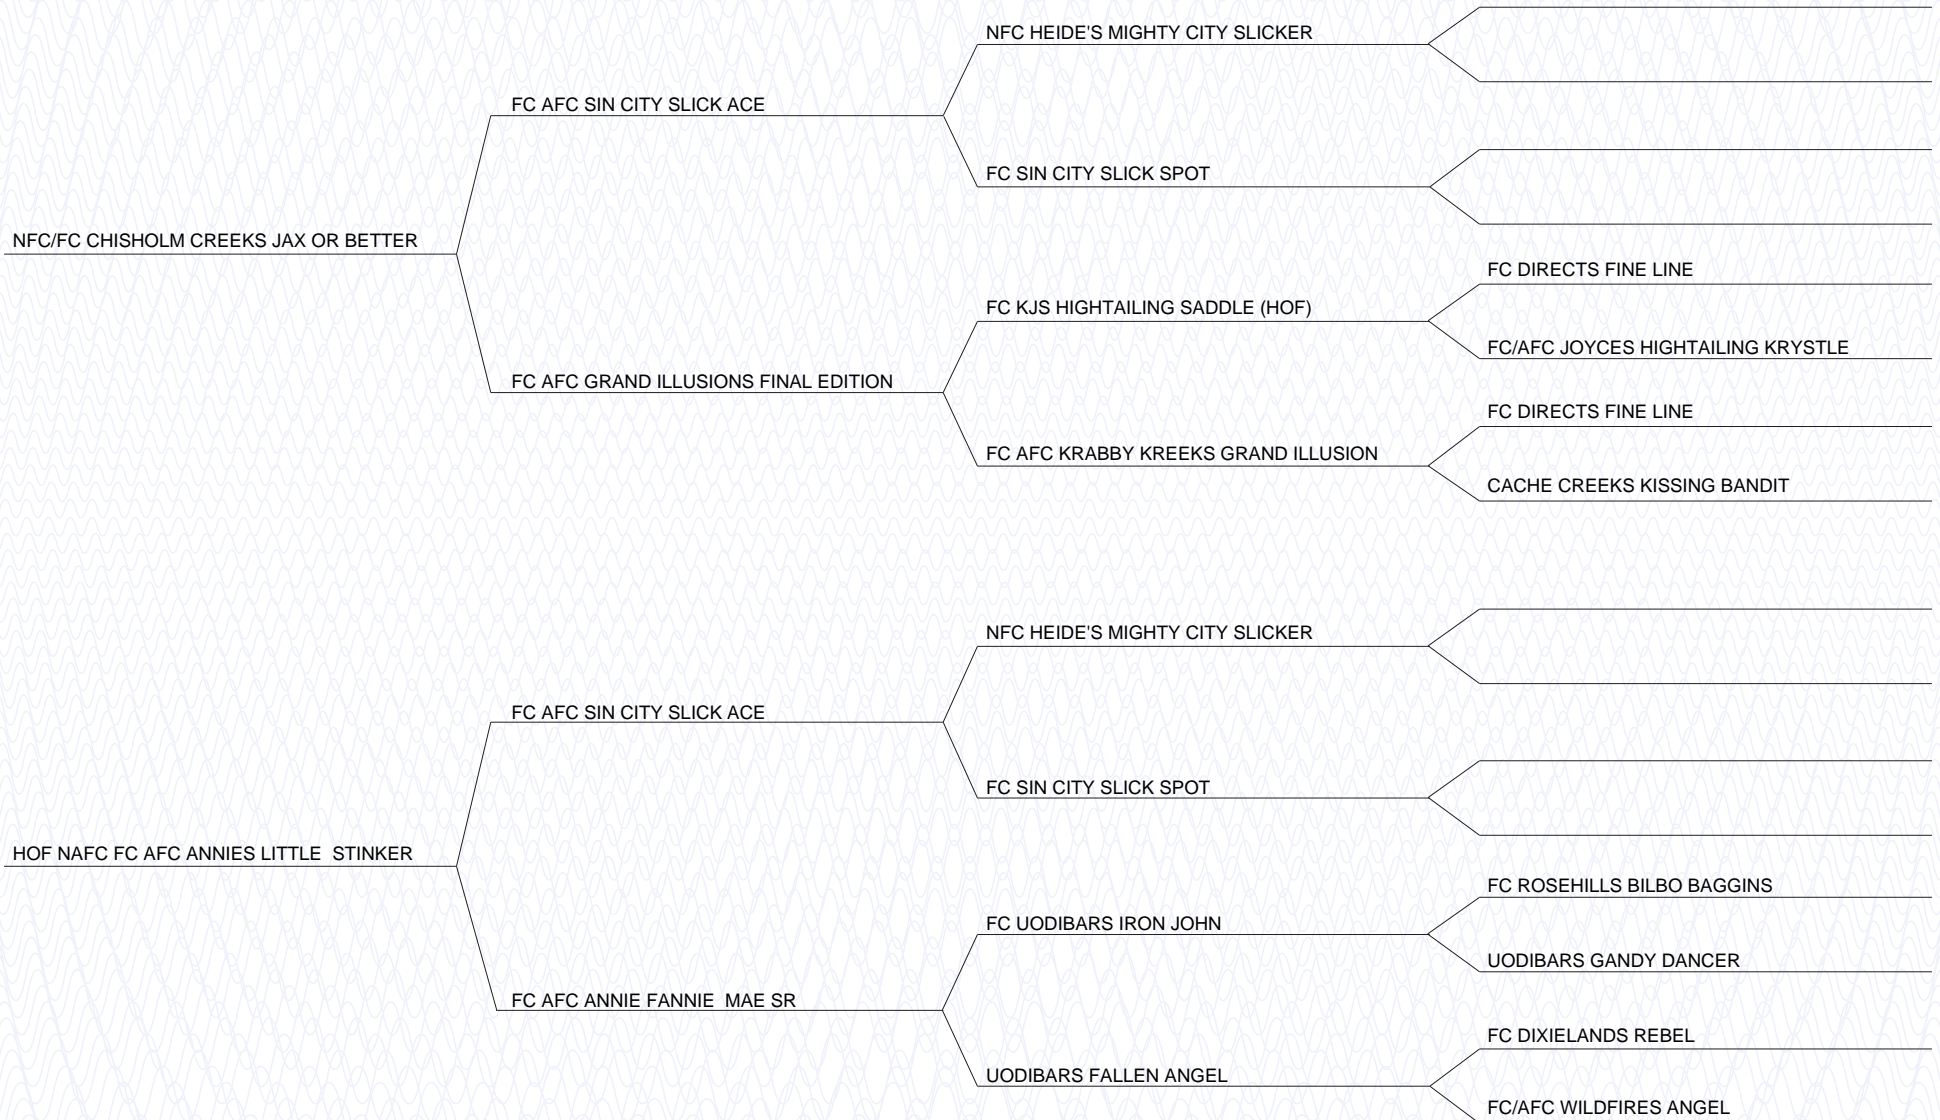 NFC HEIDE'S MIGHTY CITY SLICKER
FC AFC SIN CITY SLICK ACE
FC SIN CITY SLICK SPOT
NFC/FC CHISHOLM CREEKS JAX OR BETTER
FC DIRECTS FINE LINE
FC KJS HIGHTAILING SADDLE (HOF)
FC/AFC JOYCES HIGHTAILING KRYSTLE
FC AFC GRAND ILLUSIONS FINAL EDITION
FC DIRECTS FINE LINE
FC AFC KRABBY KREEKS GRAND ILLUSION
CACHE CREEKS KISSING BANDIT
NFC HEIDE'S MIGHTY CITY SLICKER
FC AFC SIN CITY SLICK ACE
FC SIN CITY SLICK SPOT
HOF NAFC FC AFC ANNIES LITTLE  STINKER
FC ROSEHILLS BILBO BAGGINS
FC UODIBARS IRON JOHN
UODIBARS GANDY DANCER
FC AFC ANNIE FANNIE  MAE SR
FC DIXIELANDS REBEL
UODIBARS FALLEN ANGEL
FC/AFC WILDFIRES ANGEL